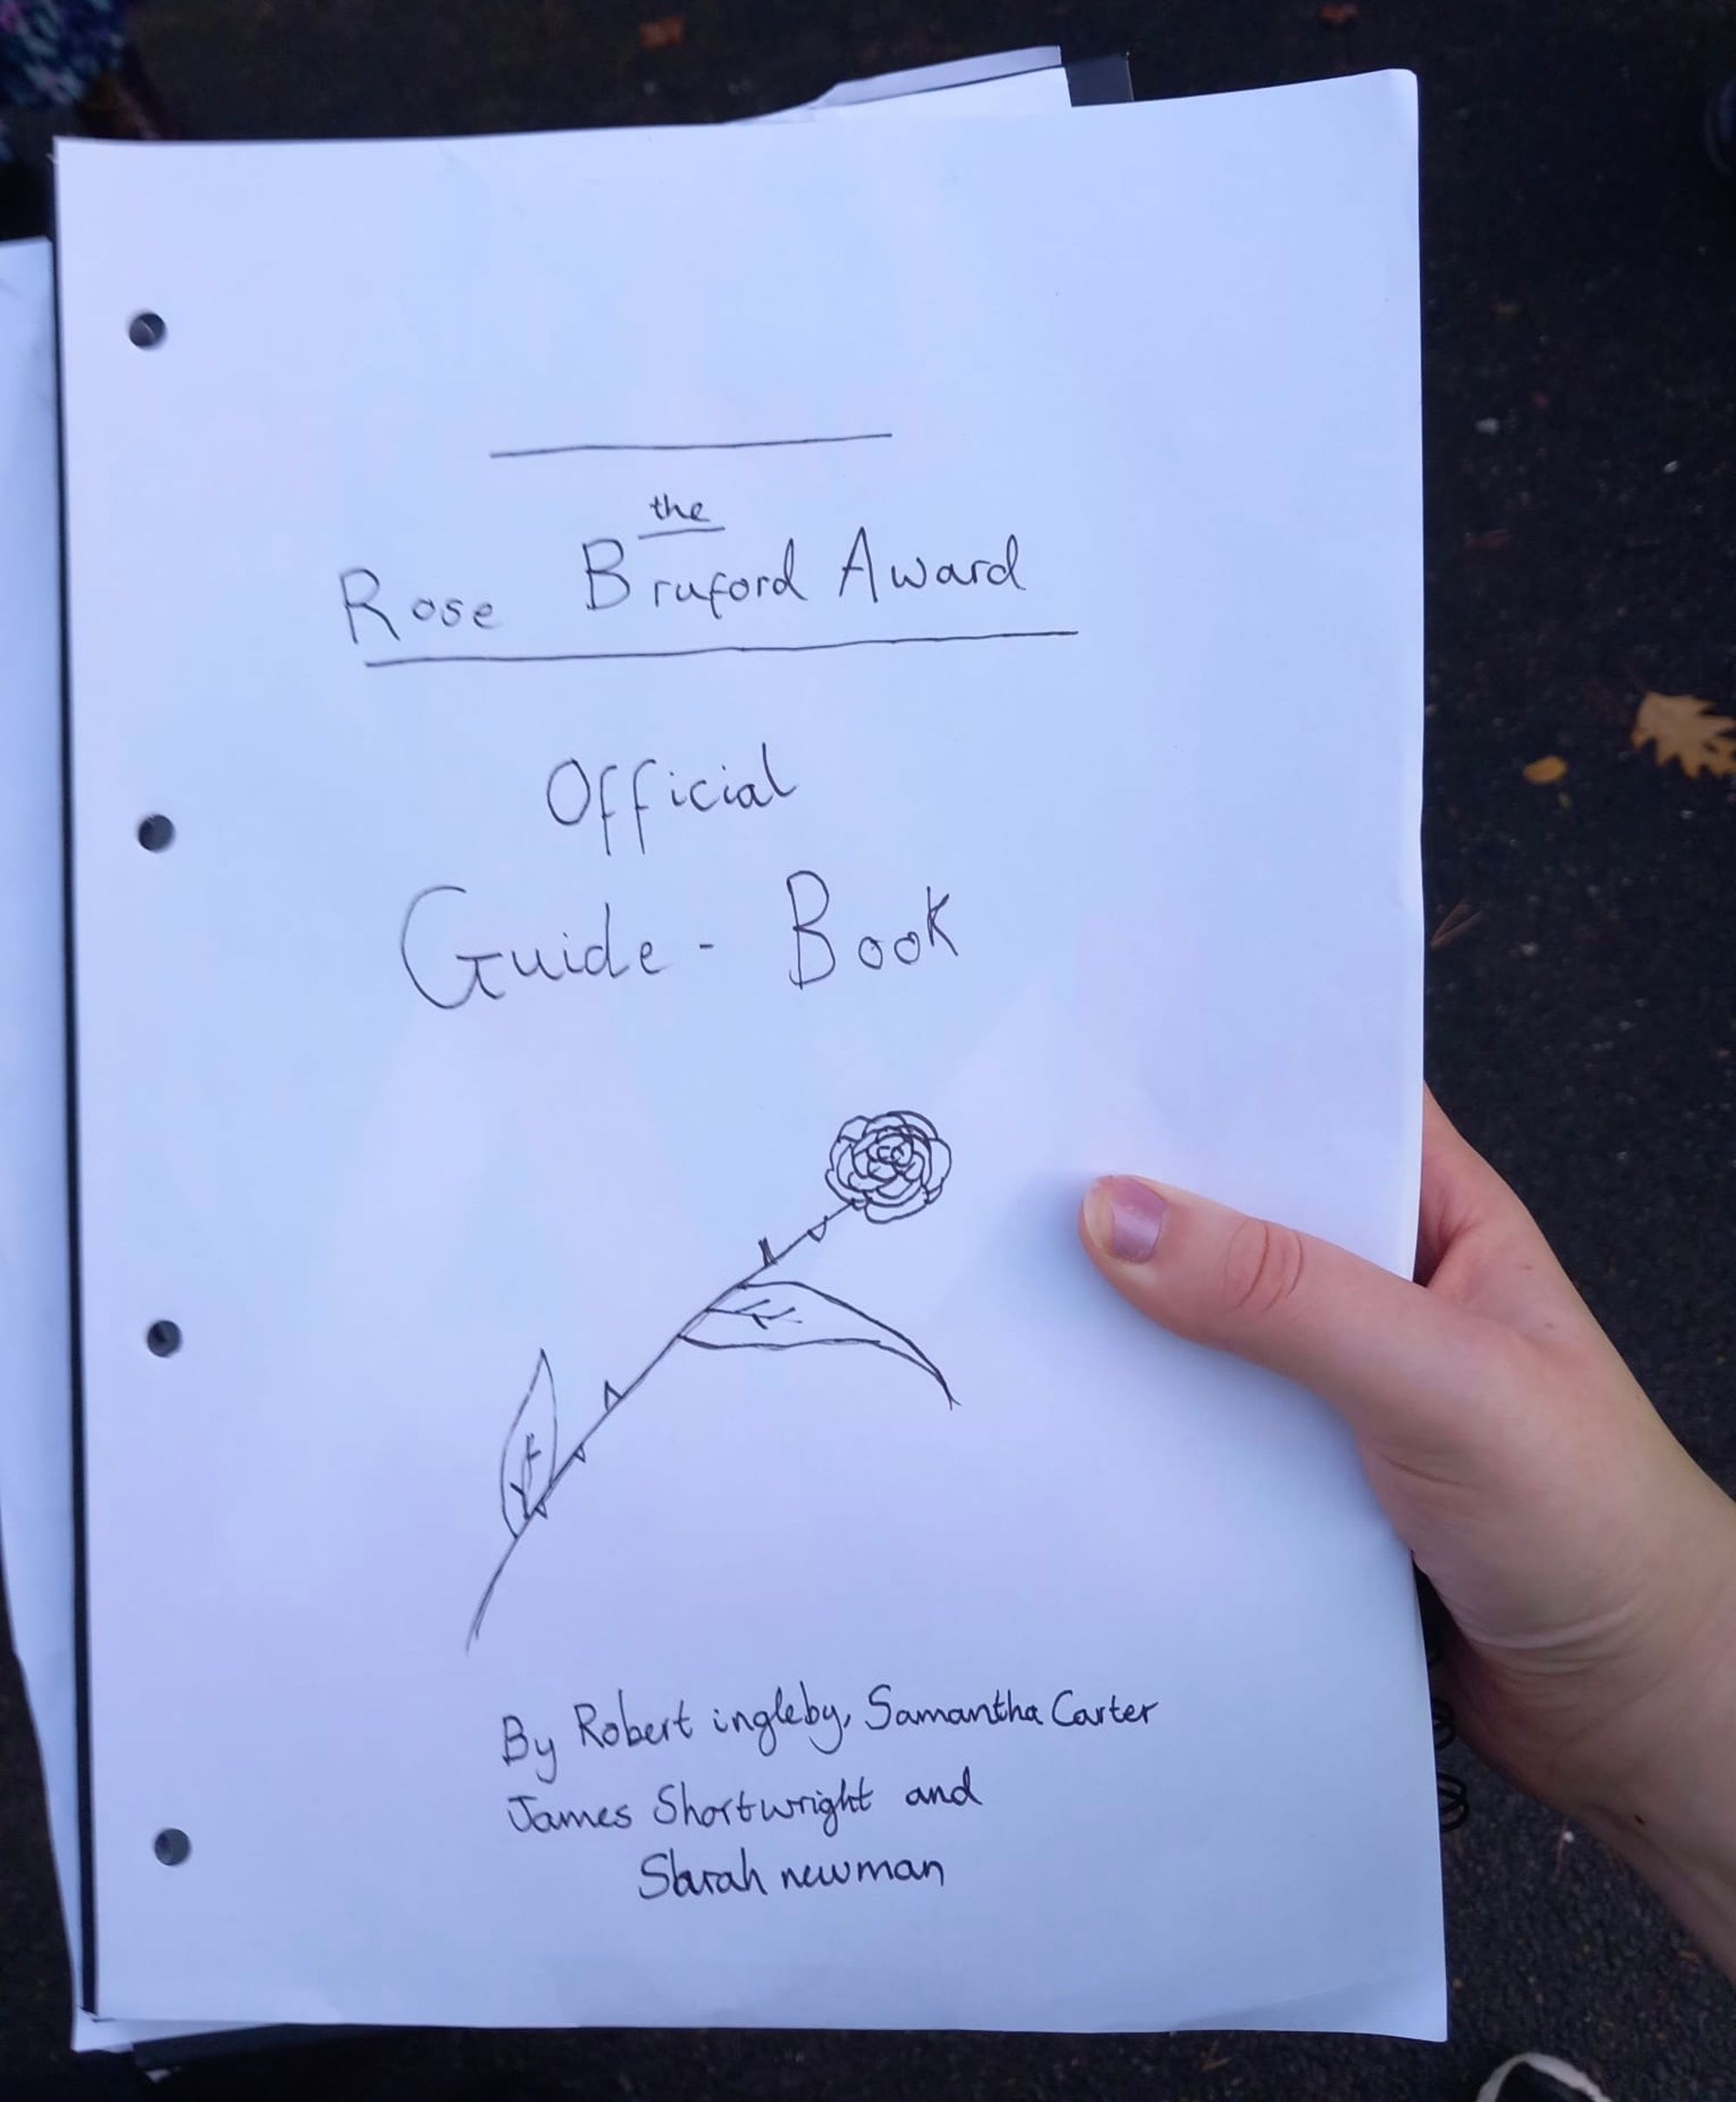 the
Rose Bruford Award
Official
Guide - Book
By Robert ingleby, Samantha Carter
James Shortwright and
Sarah newman